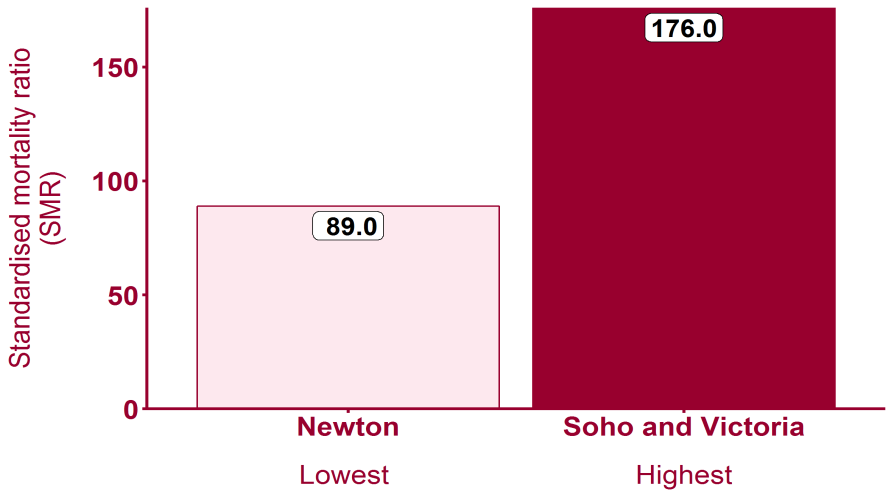 Standardised mortality ratio
(SMR)
150
100
50
0
176.0
89.0
Newton
Soho and Victoria
Lowest
Highest